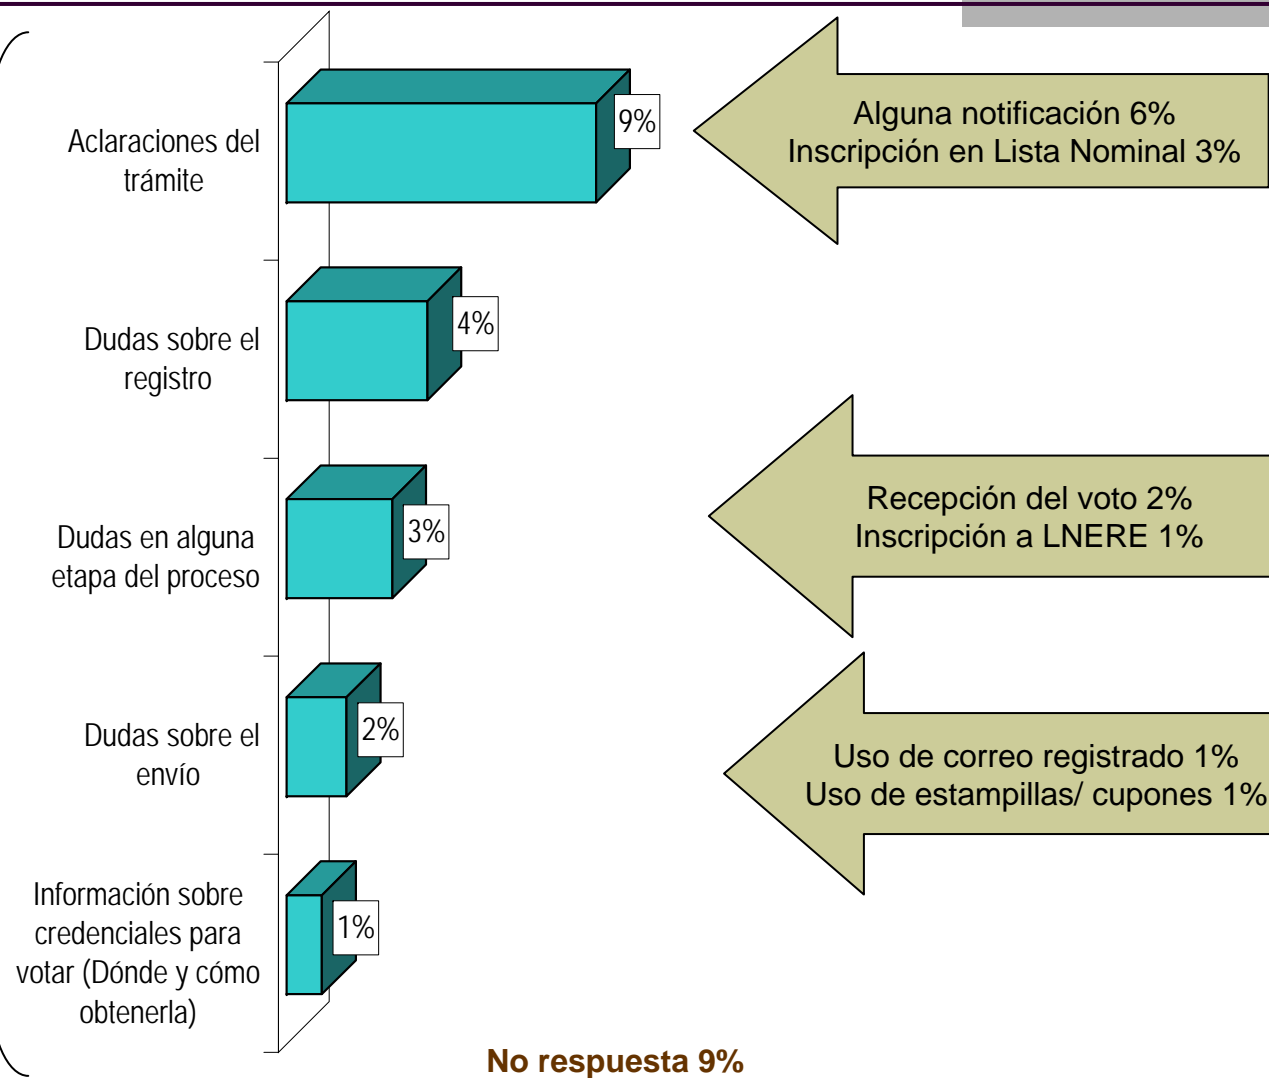 Aclaraciones del
trámite
9%
Alguna notificación 6%
Inscripción en Lista Nominal 3%
Dudas sobre el
registro
4%
Dudas en alguna
etapa del proceso
3%
Recepción del voto 2%
Inscripción a LNERE 1%
Dudas sobre el
envío
2%
Uso de correo registrado 1%
Uso de estampillas/ cupones 1%
Información sobre
credenciales para
votar (Dónde y cómo
obtenerla)
1%
No respuesta 9%